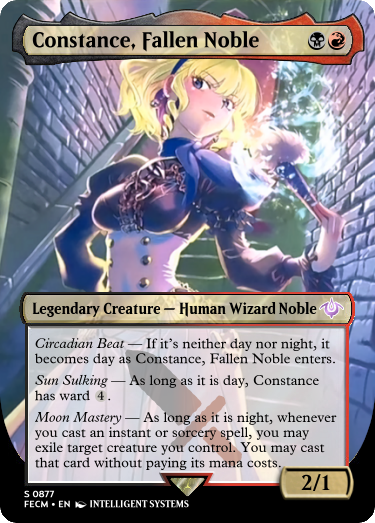 Constance, Fallen Noble
Legendary Creature — Human Wizard Noble
Circadian Beat — If it's neither day nor night, it
becomes day as Constance, Fallen Noble enters.
Sun Sulking — As long as it is day, Constance
has ward 4.
Moon Mastery — As long as it is night, whenever
you cast an instant or sorcery spell, you may
exile target creature you control. You may cast
that card without paying its mana costs.
2/1
S 0877
FECM • EN INTELLIGENT SYSTEMS